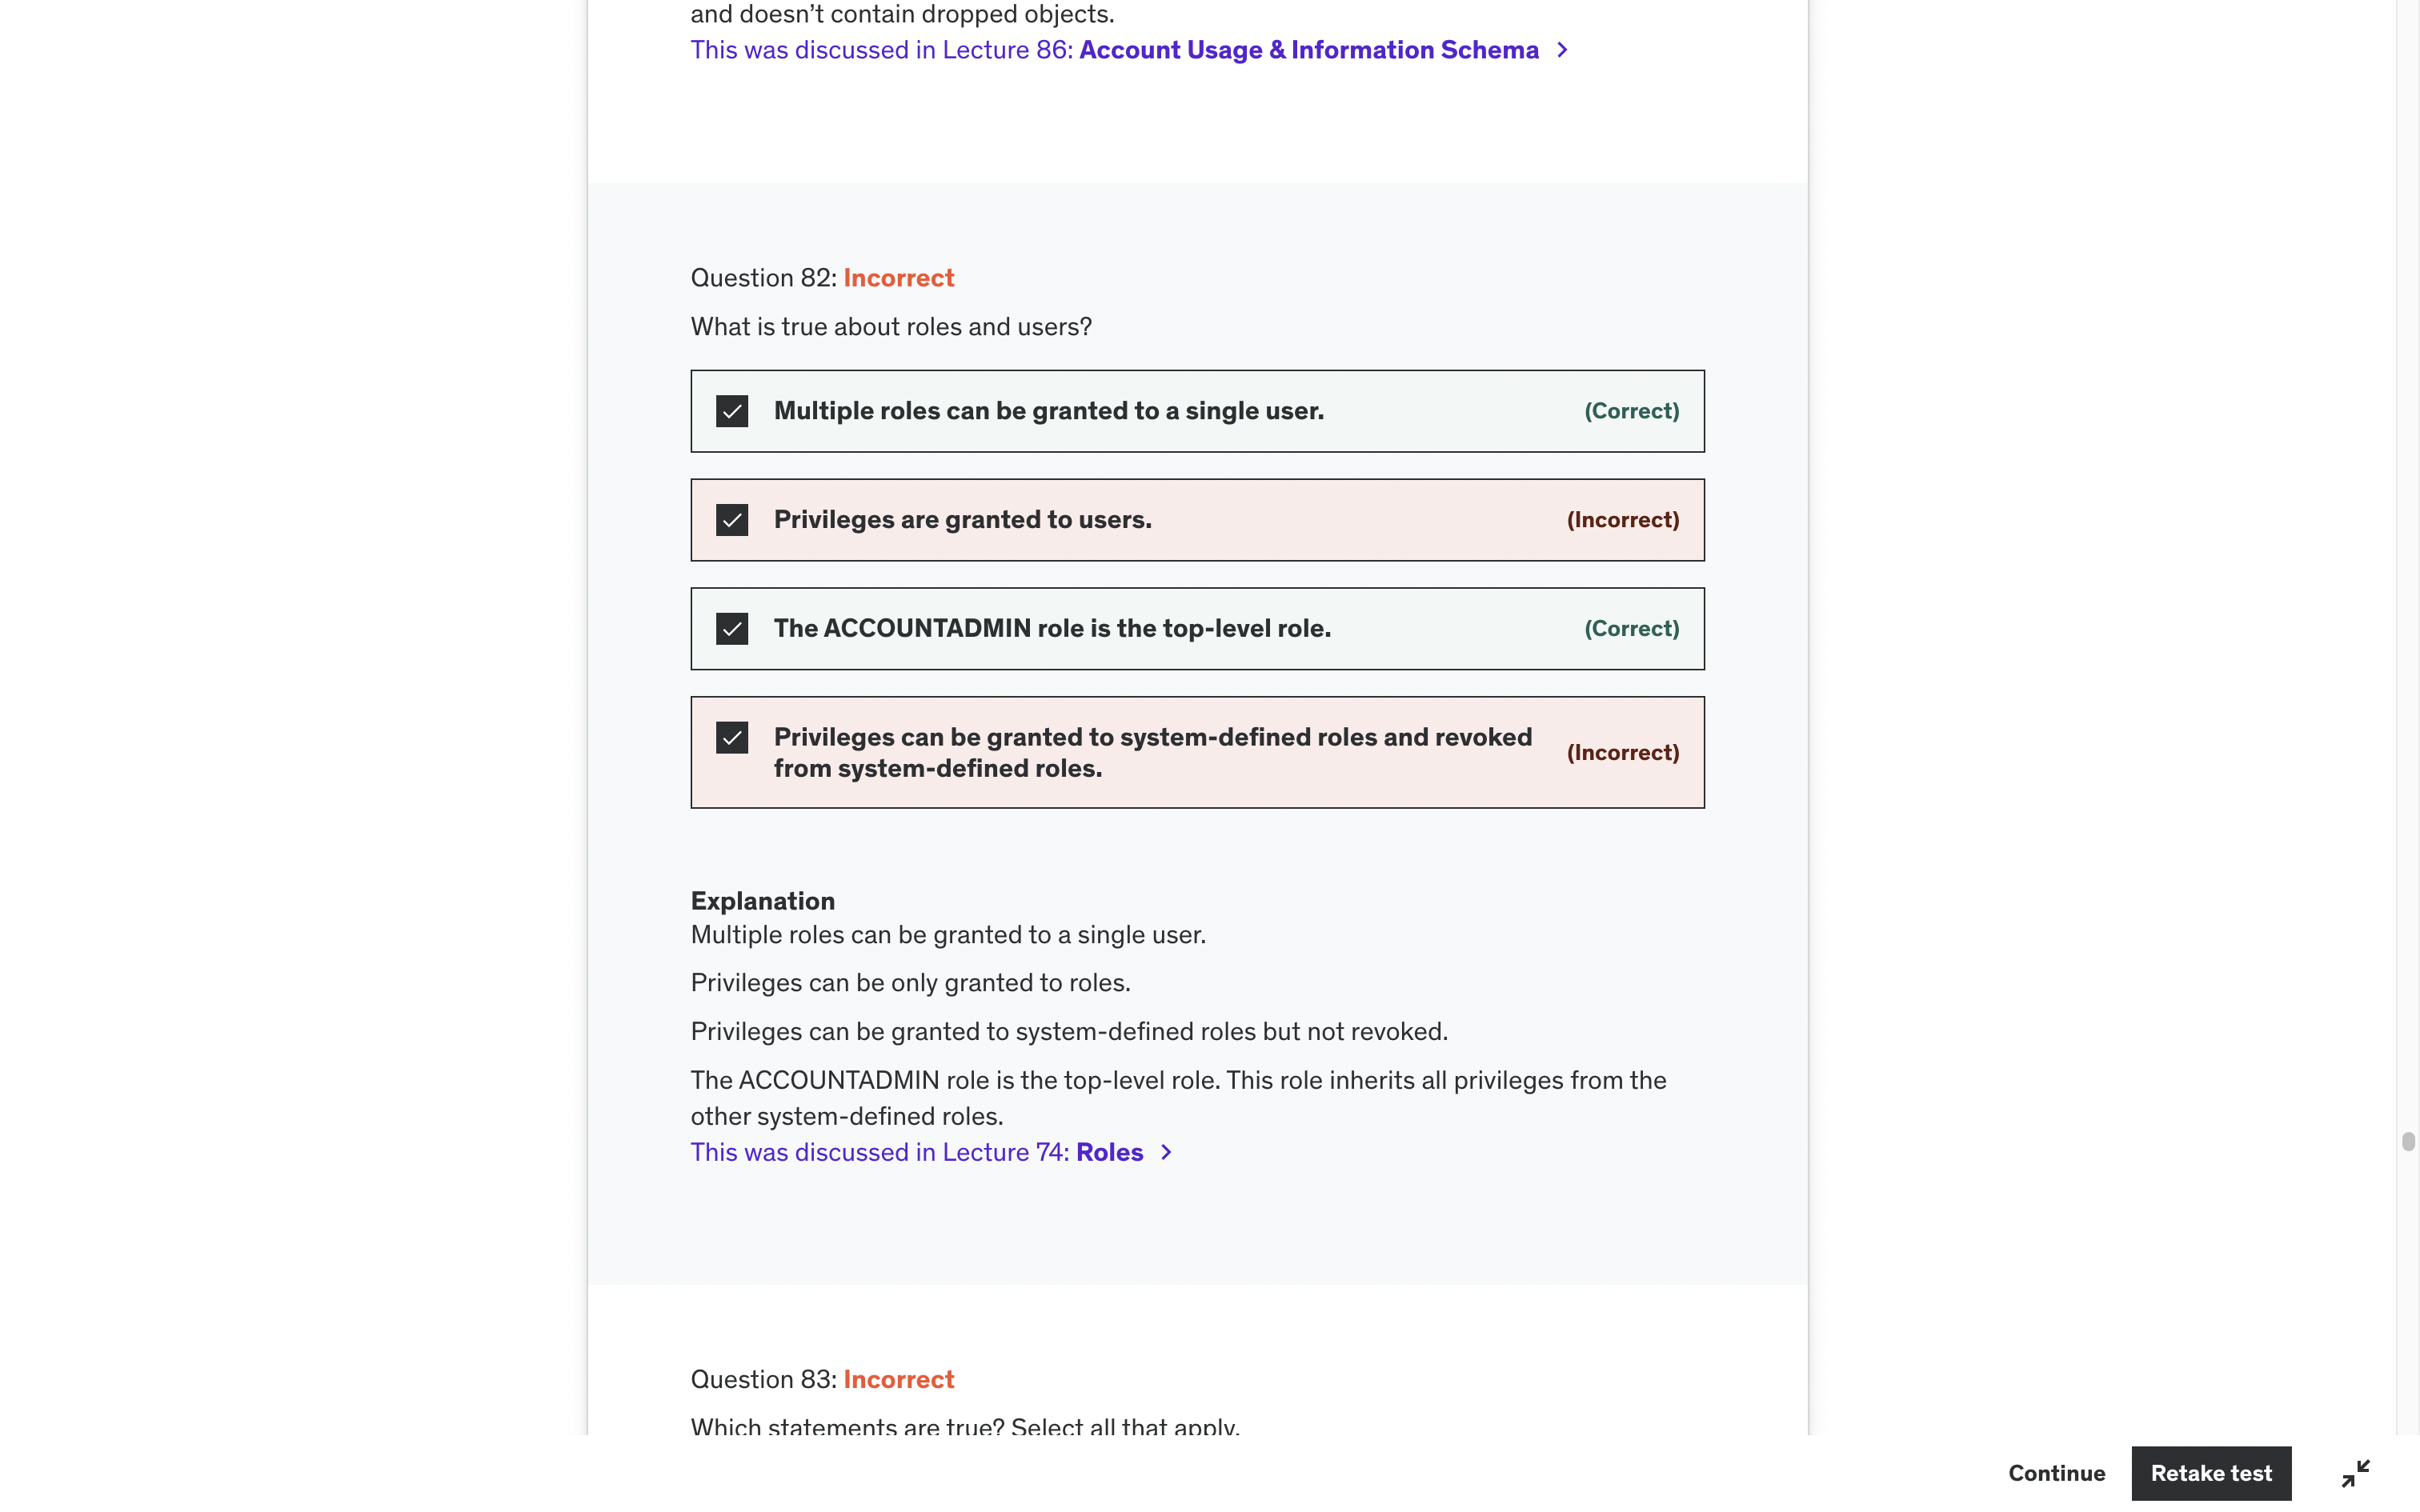 and doesn’t contain dropped objects.
This was discussed in Lecture 86: Account Usage & Information Schema
Question 82: Incorrect
What is true about roles and users?
Multiple roles can be granted to a single user. (Correct)
Privileges are granted to users. (Incorrect)
The ACCOUNTADMIN role is the top-level role. (Correct)
Privileges can be granted to system-defined roles and revoked
from system-defined roles. (Incorrect)
Explanation
Multiple roles can be granted to a single user.
Privileges can be only granted to roles.
Privileges can be granted to system-defined roles but not revoked.
The ACCOUNTADMIN role is the top-level role. This role inherits all privileges from the
other system-defined roles.
This was discussed in Lecture 74: Roles
Question 83: Incorrect
Which statements are true? Select all that apply.
Continue Retake test